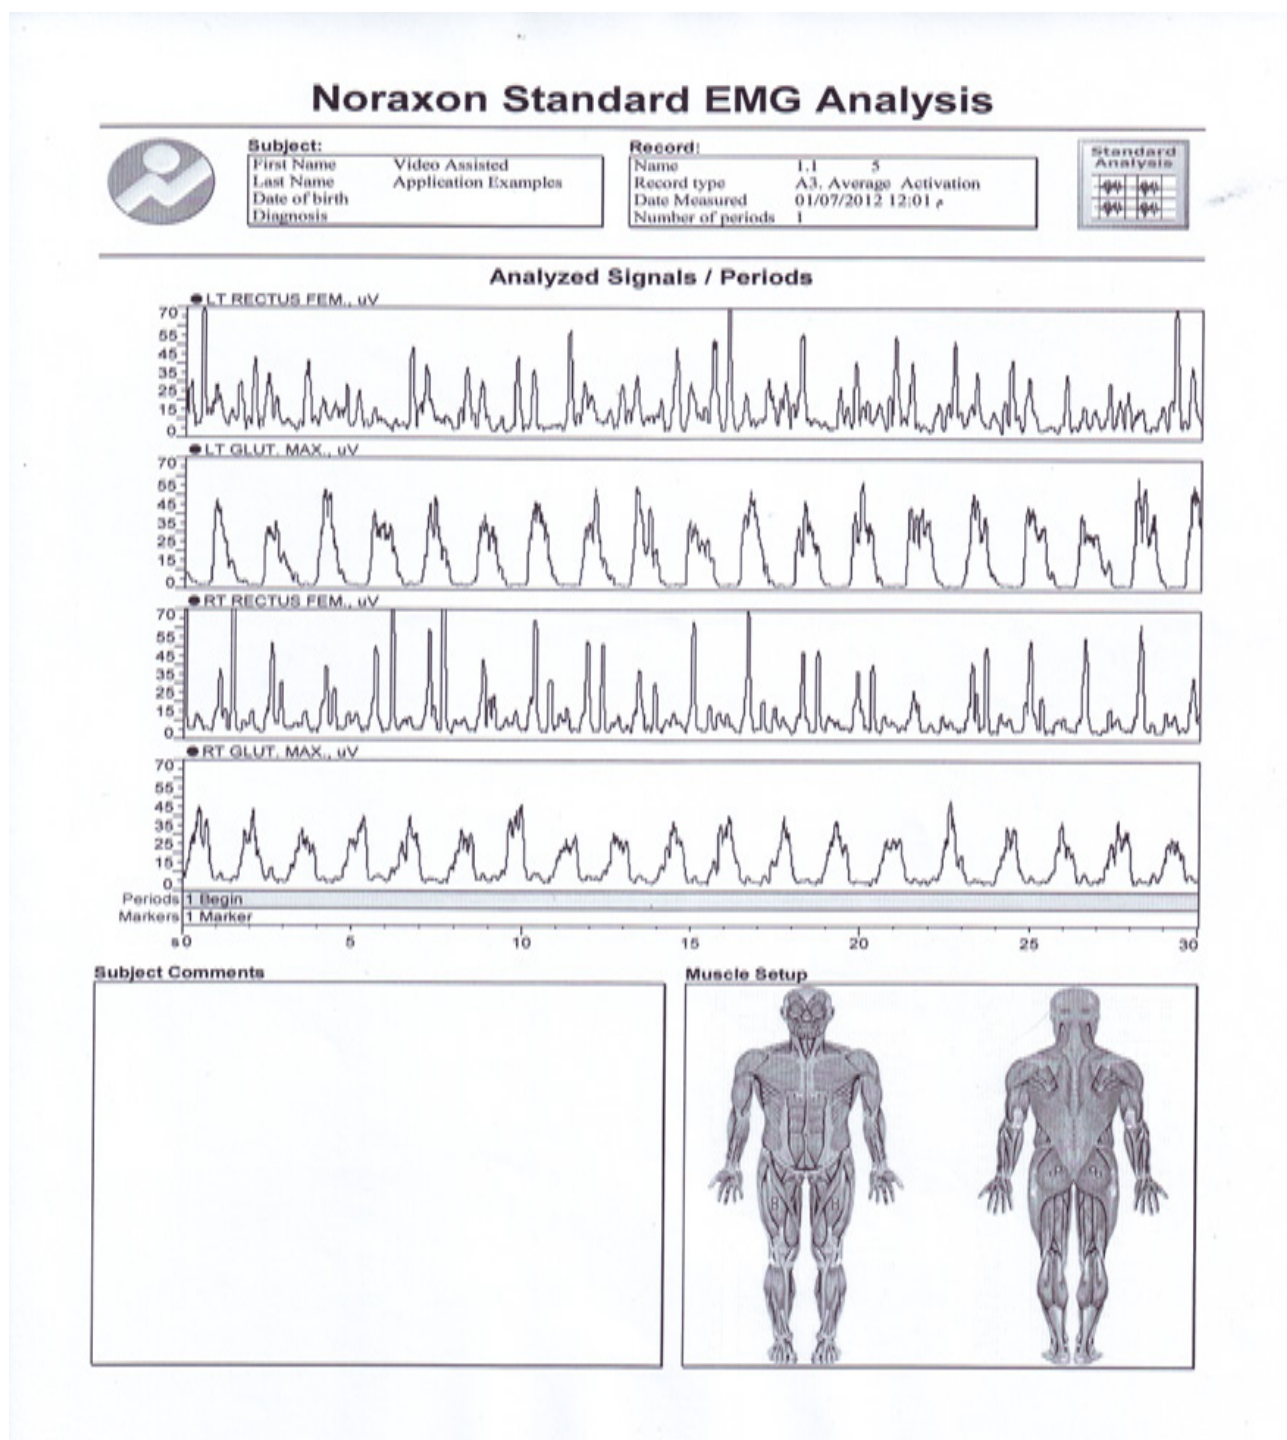 Noraxon Standard EMG Analysis
Subject:
First Name Video Assisted
Last Name Application Examples
Date of birth
Diagnosis
Record:
Name 1.1 5
Record type A3. Average Activation
Date Measured 01/07/2012 12:01 م
Number of periods 1
Standard
Analysis
Analyzed Signals / Periods
LT RECTUS FEM., uV
70
55
45
35
25
15
0
LT GLUT. MAX., uV
70
55
45
35
25
15
0
RT RECTUS FEM., uV
70
55
45
35
25
15
0
RT GLUT. MAX., uV
70
55
45
35
25
15
0
Periods 1 Begin
Markers 1 Marker
s 0 5 10 15 20 25 30
Subject Comments
Muscle Setup